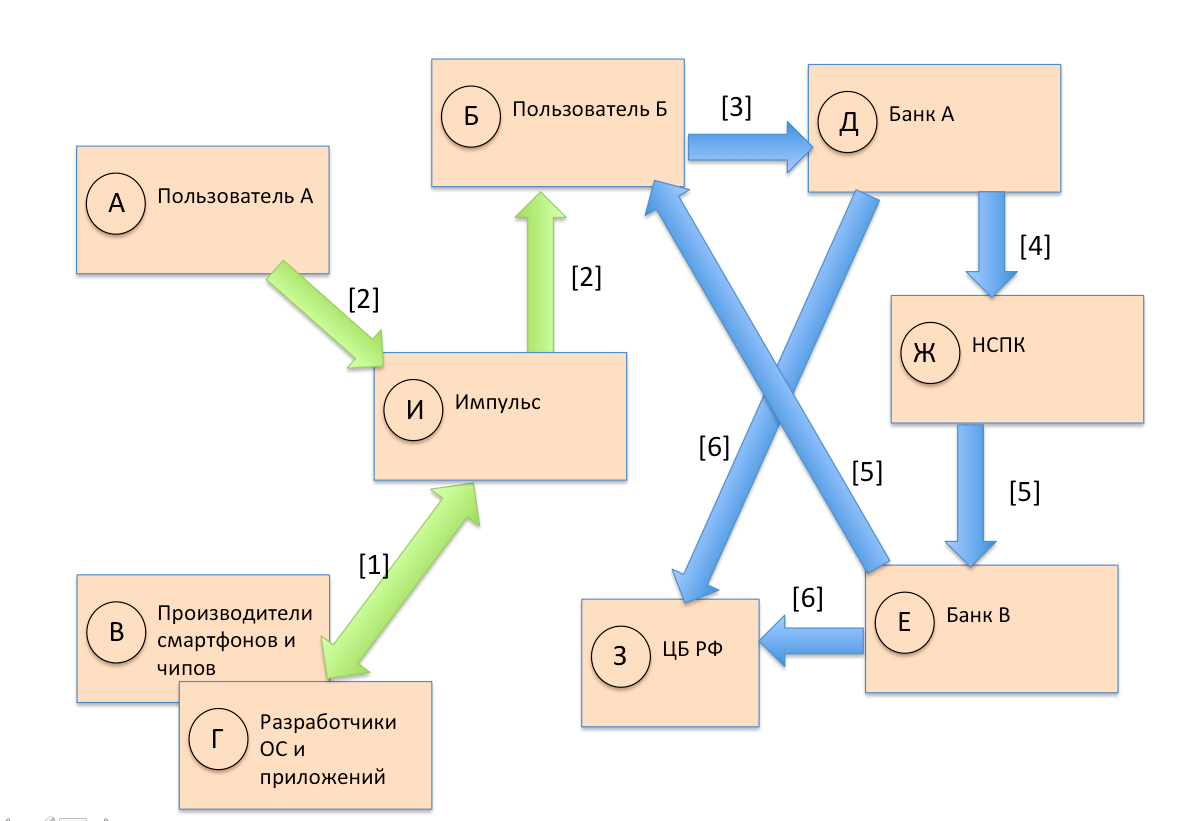 Б
Пользователь Б
[3]
Д
Банк А
А
Пользователь А
[2]
[2]
[4]
Ж
НСПК
И
Импульс
[6]
[5]
[5]
[1]
В
Производители
смартфонов и
чипов
З
ЦБ РФ
[6]
Е
Банк В
Г
Разработчики
ОС и
приложений